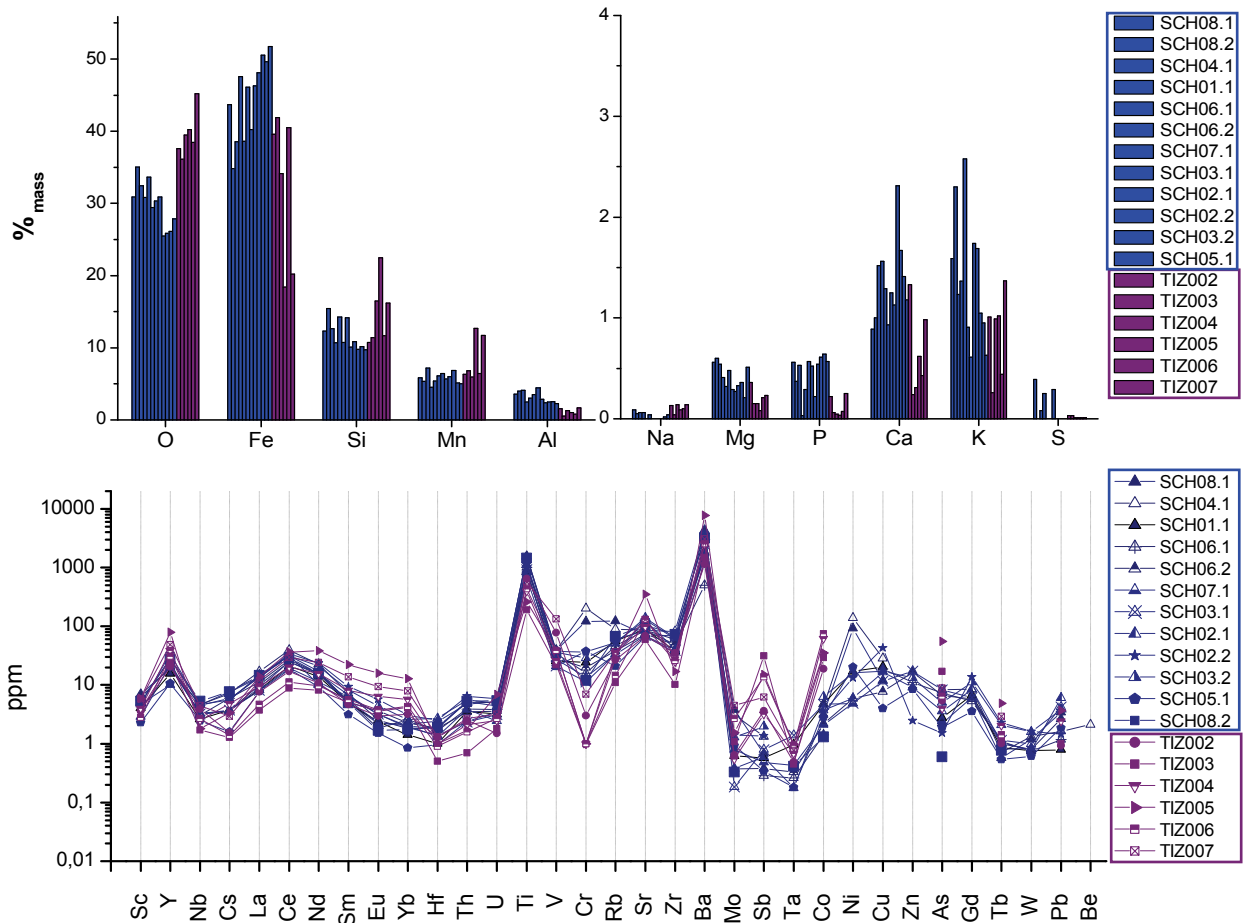 50
40
30
20
10
0
% mass
O Fe Si Mn Al
4
3
2
1
0
Na Mg P Ca K S
SCH08.1
SCH08.2
SCH04.1
SCH01.1
SCH06.1
SCH06.2
SCH07.1
SCH03.1
SCH02.1
SCH02.2
SCH03.2
SCH05.1
TIZ002
TIZ003
TIZ004
TIZ005
TIZ006
TIZ007
10000
1000
100
10
1
0,1
0,01
ppm
Sc Y Nb Cs La Ce Nd Sm Eu Yb Hf Th U Ti V Cr Rb Sr Zr Ba Mo Sb Ta Co Ni Cu Zn As Gd Tb W Pb Be
SCH08.1
SCH04.1
SCH01.1
SCH06.1
SCH06.2
SCH07.1
SCH03.1
SCH02.1
SCH02.2
SCH03.2
SCH05.1
SCH08.2
TIZ002
TIZ003
TIZ004
TIZ005
TIZ006
TIZ007